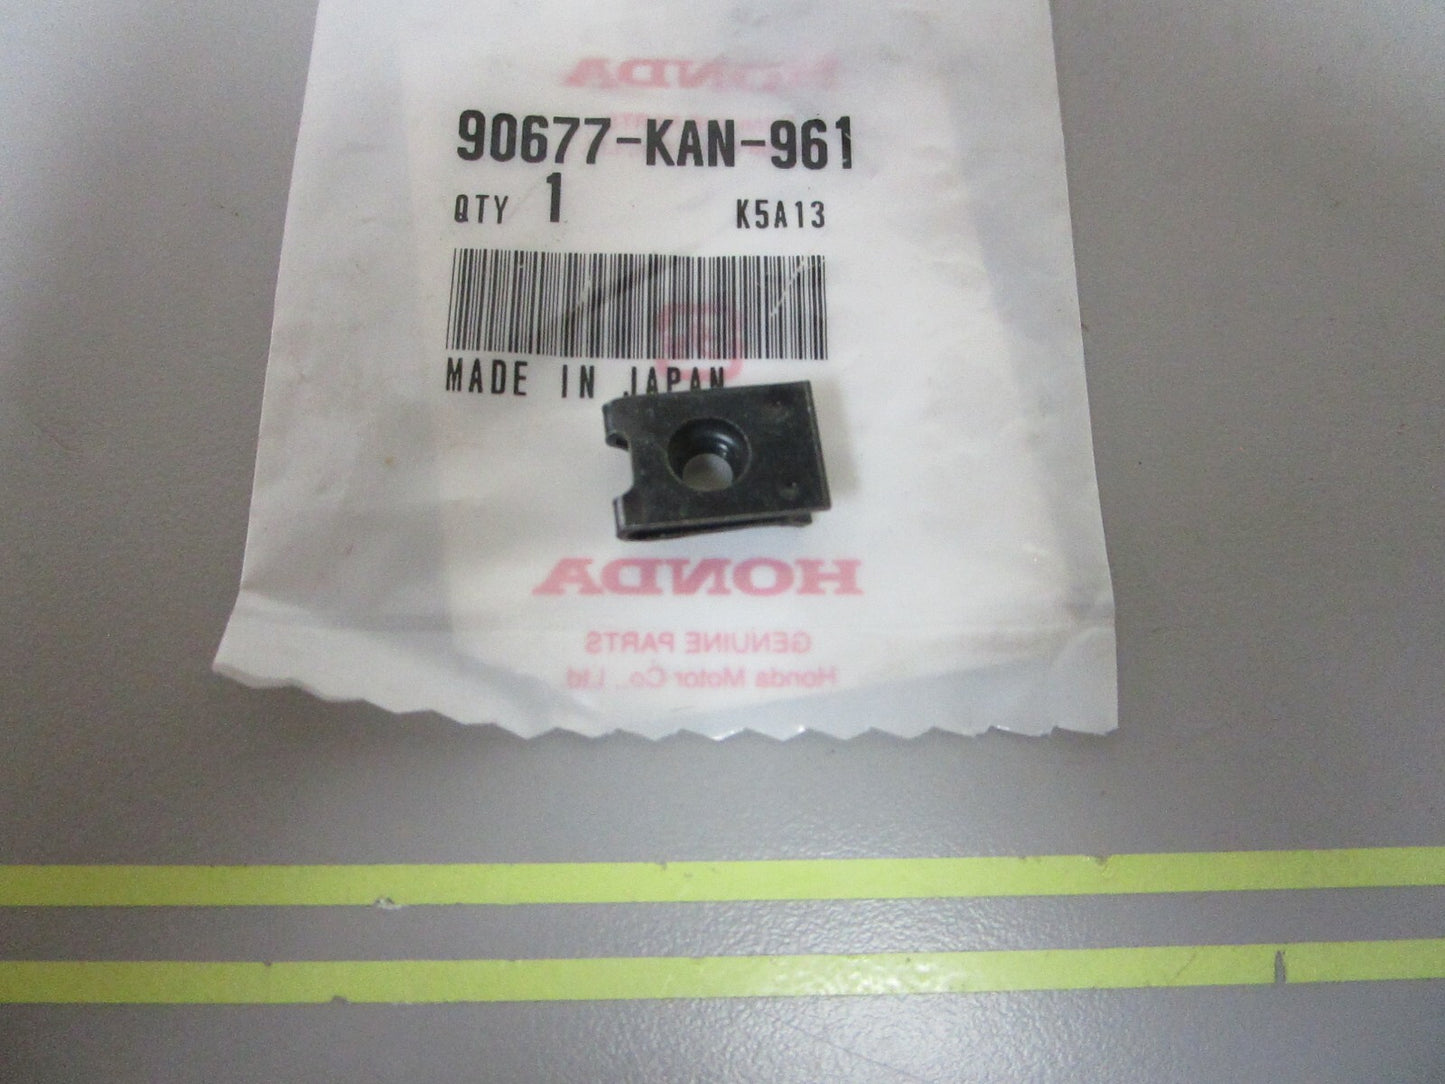 HONDA
90677-KAN-961
QTY 1 K5A13
MADE IN JAPAN
HONDA
GENUINE PARTS
Honda Motor Co., Ltd.